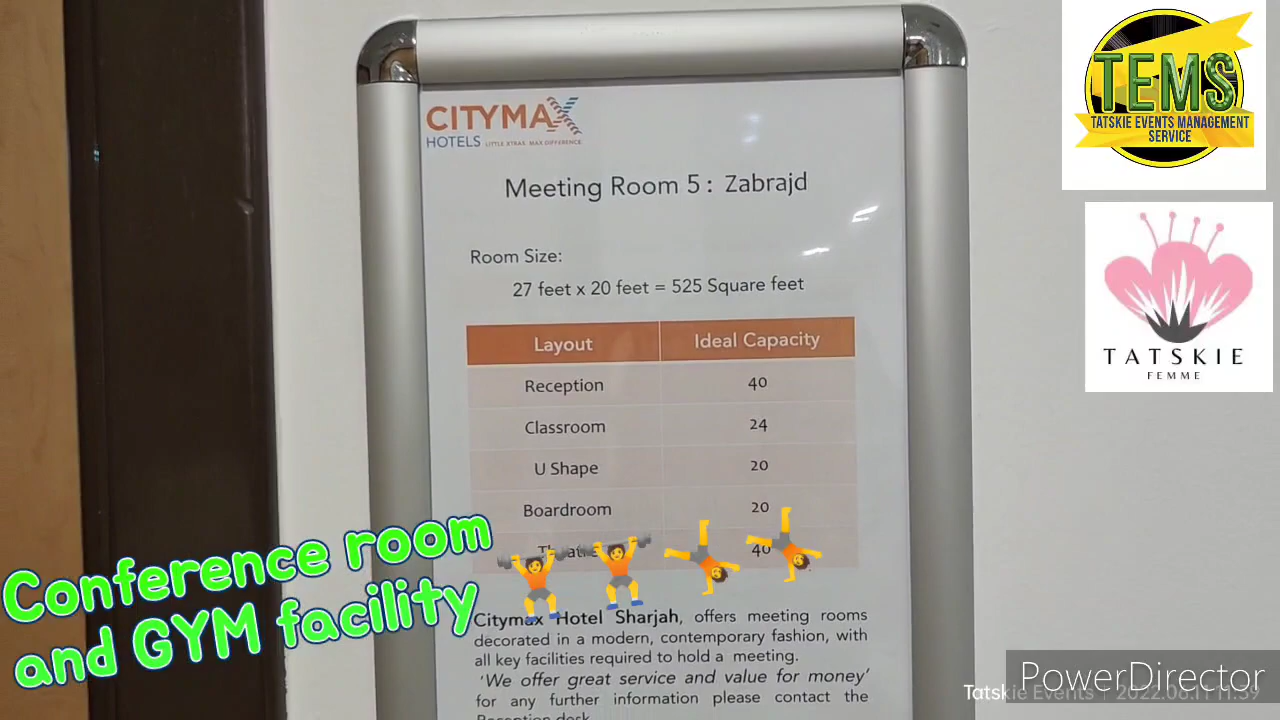 CITYMAX
HOTELS LITTLE XTRAS. MAX DIFFERENCE.
Meeting Room 5 : Zabrajd
Room Size:
27 feet x 20 feet = 525 Square feet
Layout Ideal Capacity
Reception 40
Classroom 24
U Shape 20
Boardroom 20
40
Citymax Hotel Sharjah, offers meeting rooms
decorated in a modern, contemporary fashion, with
all key facilities required to hold a meeting.
'We offer great service and value for money'
for any further information please contact the
Reception desk.
Conference room
and GYM facility
TEMS
TATSKIE EVENTS MANAGEMENT
SERVICE
TATSKIE
FEMME
PowerDirector
Tatskie Events